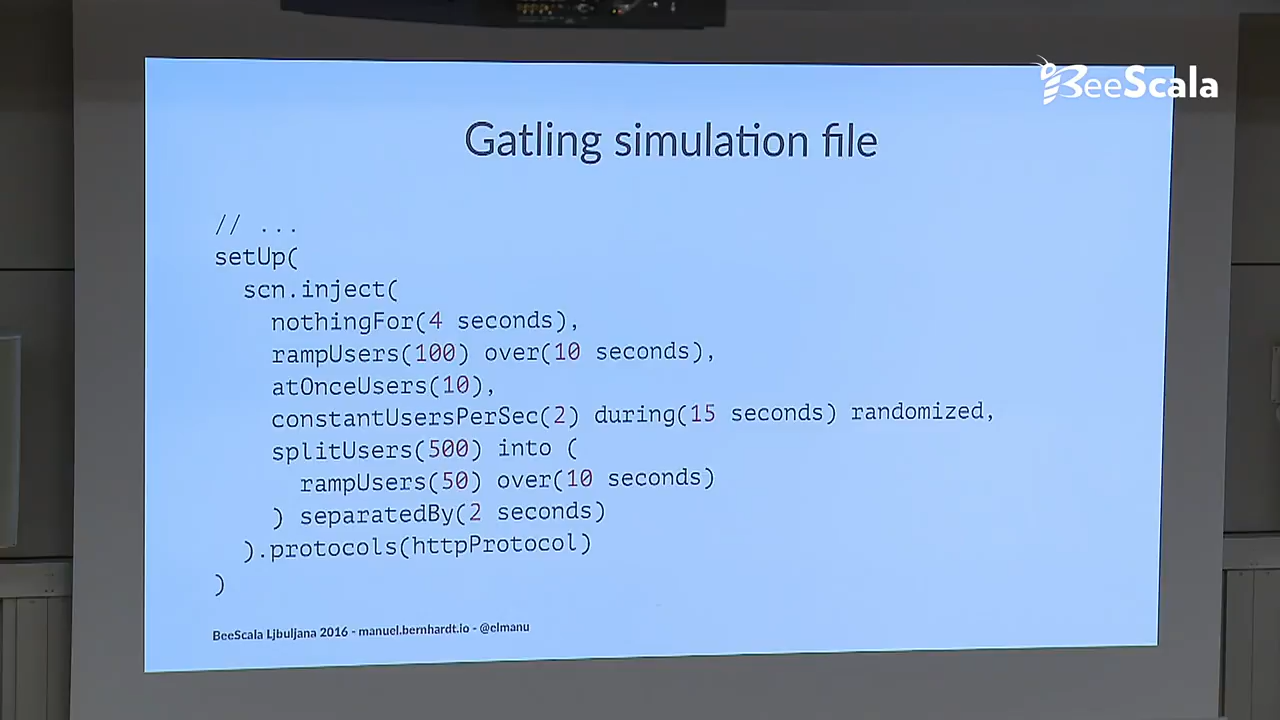 BeeScala
Gatling simulation file
// ...
setUp(
  scn.inject(
    nothingFor(4 seconds),
    rampUsers(100) over(10 seconds),
    atOnceUsers(10),
    constantUsersPerSec(2) during(15 seconds) randomized,
    splitUsers(500) into (
      rampUsers(50) over(10 seconds)
    ) separatedBy(2 seconds)
  ).protocols(httpProtocol)
)
BeeScala Ljbuljana 2016 - manuel.bernhardt.io - @elmanu